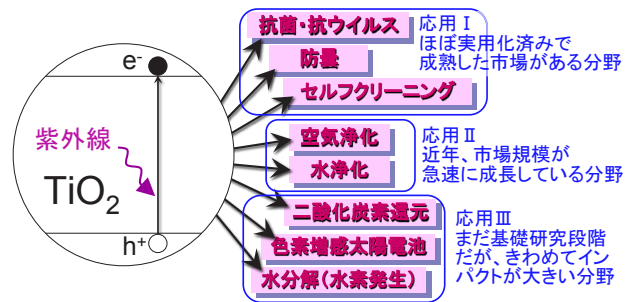 e-
紫外線
TiO2
h+
抗菌・抗ウイルス
防曇
セルフクリーニング
応用Ⅰ
ほぼ実用化済みで
成熟した市場がある分野
空気浄化
水浄化
応用Ⅱ
近年、市場規模が
急速に成長している分野
二酸化炭素還元
色素増感太陽電池
水分解(水素発生)
応用Ⅲ
まだ基礎研究段階
だが、きわめてイン
パクトが大きい分野